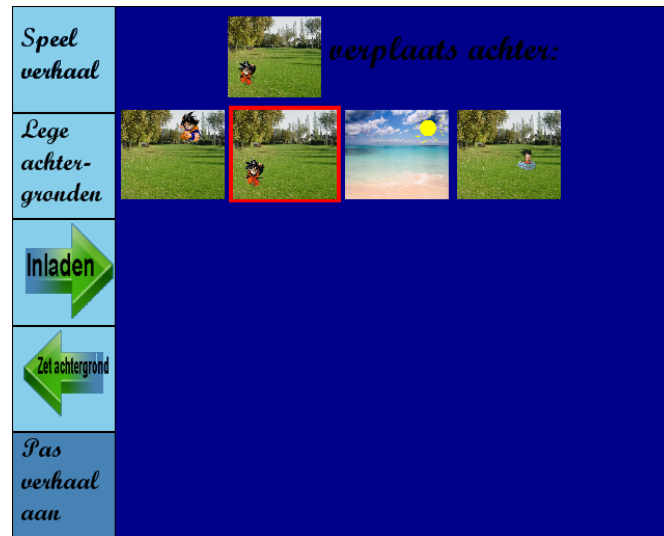 Speel
verhaal
verplaats achter:
Lege
achter-
gronden
Inladen
Zet achtergrond
Pas
verhaal
aan